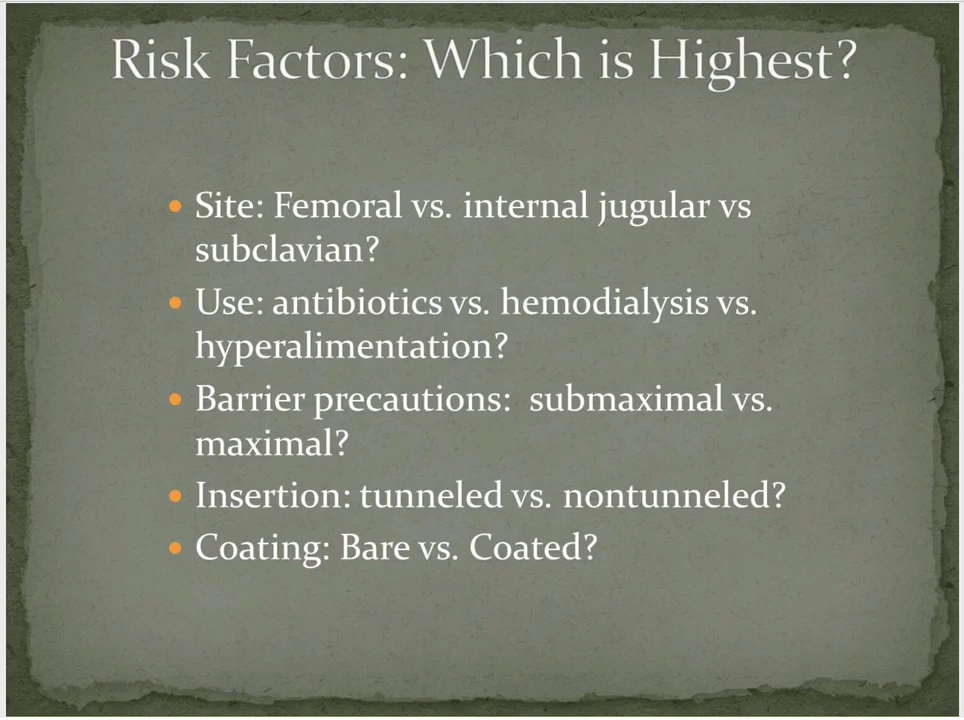 Risk Factors: Which is Highest?
• Site: Femoral vs. internal jugular vs
subclavian?
• Use: antibiotics vs. hemodialysis vs.
hyperalimentation?
• Barrier precautions:  submaximal vs.
maximal?
• Insertion: tunneled vs. nontunneled?
• Coating: Bare vs. Coated?